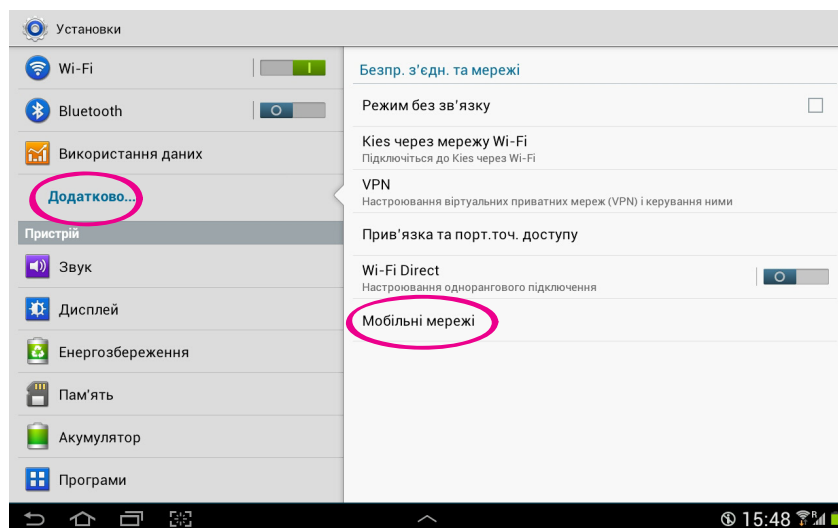 Установки
Wi-Fi
Bluetooth
Використання даних
Додатково...
Пристрій
Звук
Дисплей
Енергозбереження
Пам'ять
Акумулятор
Програми
Безпр. з'єдн. та мережі
Режим без зв'язку
Kies через мережу Wi-Fi
Підключіться до Kies через Wi-Fi
VPN
Настроювання віртуальних приватних мереж (VPN) і керування ними
Прив'язка та порт.точ. доступу
Wi-Fi Direct
Настроювання однорангового підключення
Мобільні мережі
15:48
R